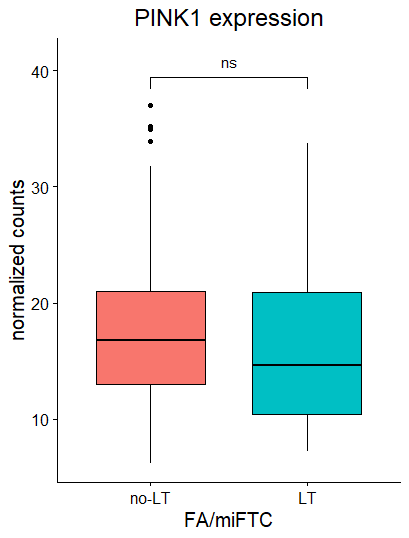 PINK1 expression
ns
40
30
20
10
normalized counts
no-LT LT
FA/miFTC